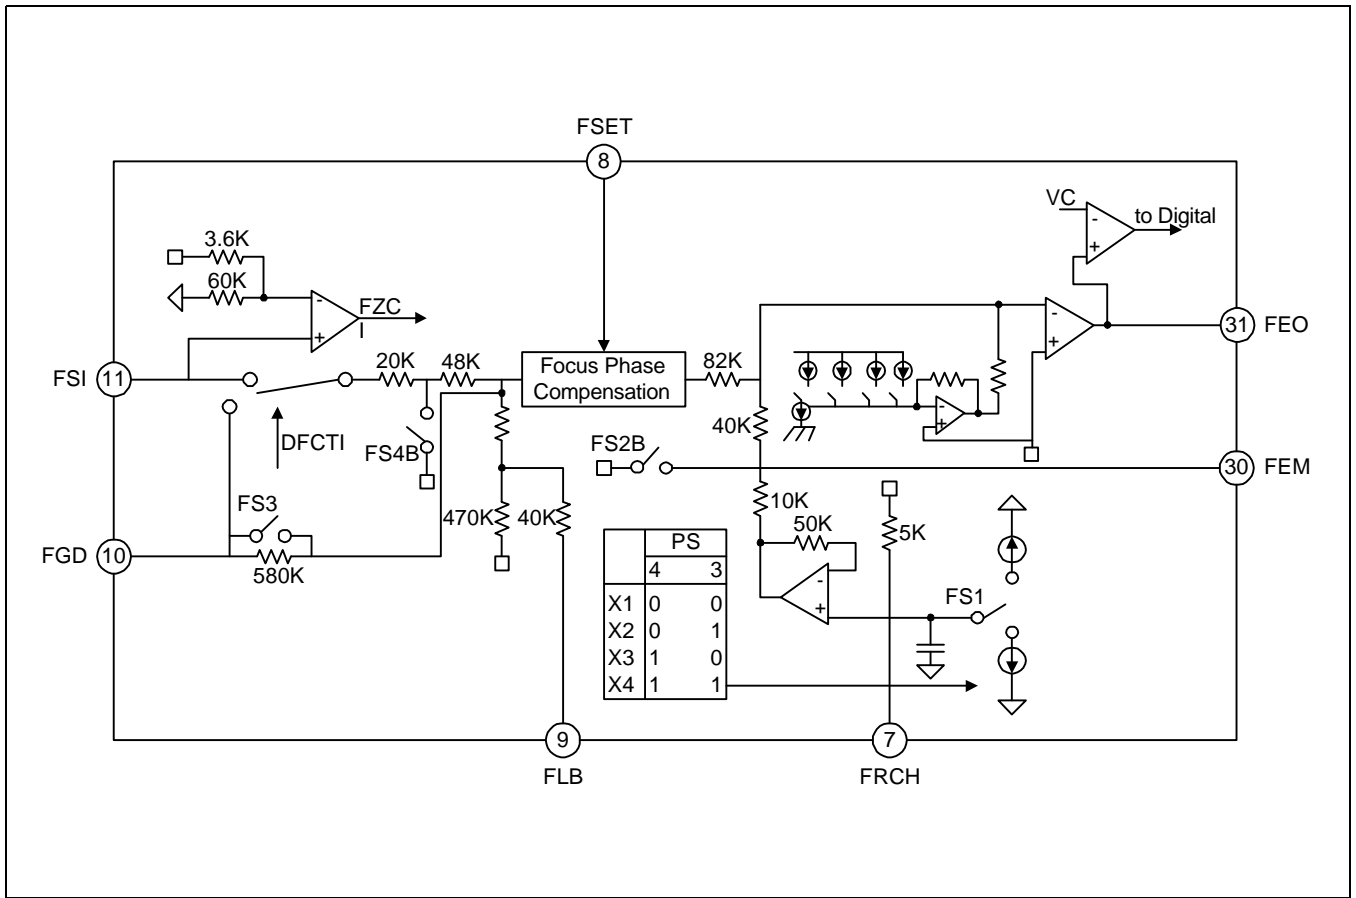 FSET
8
VC
to Digital
3.6K
60K
FZC
I
-
+
-
+
-
+
31 FEO
FSI 11
20K
48K
Focus Phase
Compensation
82K
-
+
DFCTI
FS4B
40K
FS2B
30 FEM
FS3
470K
40K
10K
50K
5K
FGD 10
580K
PS
4 3
X1 0 0
X2 0 1
X3 1 0
X4 1 1
-
+
FS1
9
FLB
7
FRCH